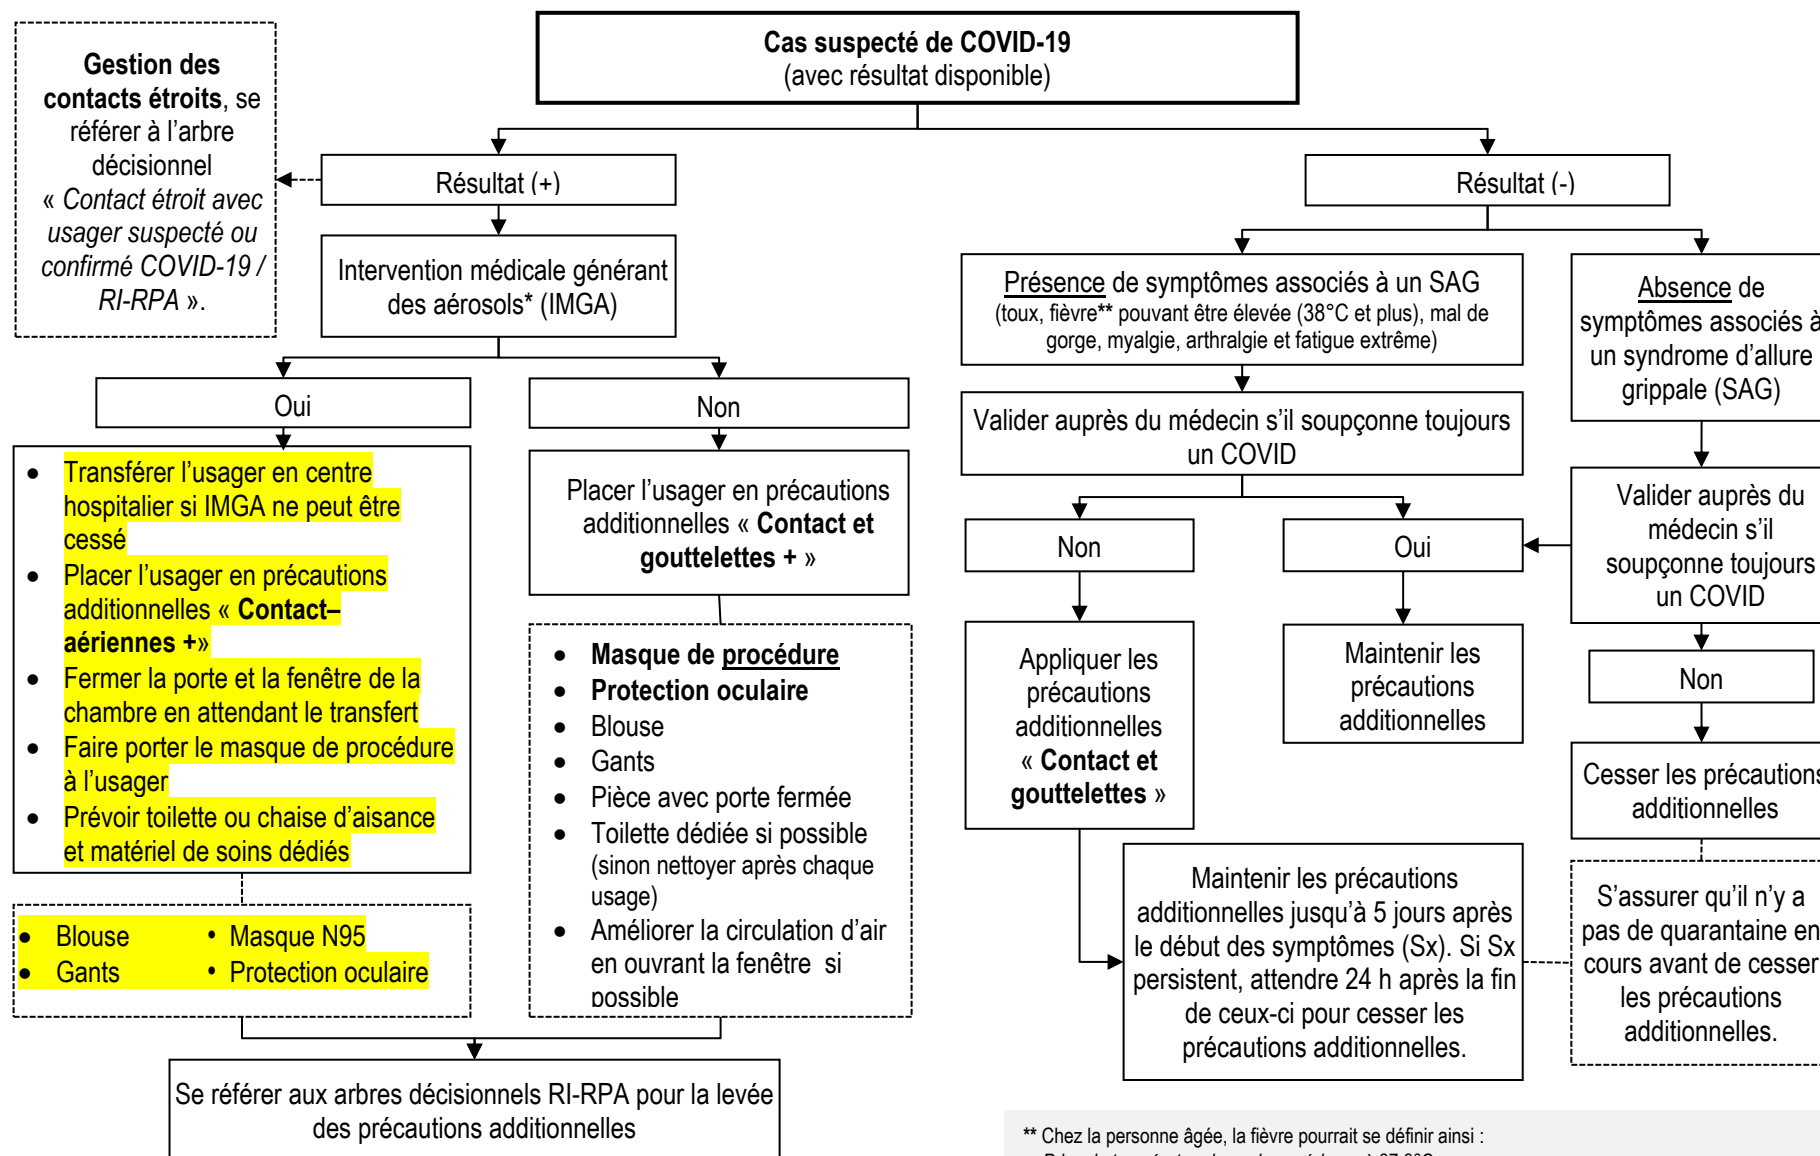 Cas suspecté de COVID-19
(avec résultat disponible)
Gestion des
contacts étroits, se
référer à l'arbre
décisionnel
« Contact étroit avec
usager suspecté ou
confirmé COVID-19 /
RI-RPA ».
Résultat (+)
Intervention médicale générant
des aérosols* (IMGA)
Oui
Non
• Transférer l'usager en centre
hospitalier si IMGA ne peut être
cessé
• Placer l'usager en précautions
additionnelles « Contact–
aériennes +»
• Fermer la porte et la fenêtre de la
chambre en attendant le transfert
• Faire porter le masque de procédure
à l'usager
• Prévoir toilette ou chaise d'aisance
et matériel de soins dédiés
• Blouse • Masque N95
• Gants • Protection oculaire
Placer l'usager en précautions
additionnelles « Contact et
gouttelettes + »
• Masque de procédure
• Protection oculaire
• Blouse
• Gants
• Pièce avec porte fermée
• Toilette dédiée si possible
(sinon nettoyer après chaque
usage)
• Améliorer la circulation d'air
en ouvrant la fenêtre si
possible
Se référer aux arbres décisionnels RI-RPA pour la levée
des précautions additionnelles
Résultat (-)
Présence de symptômes associés à un SAG
(toux, fièvre** pouvant être élevée (38°C et plus), mal de
gorge, myalgie, arthralgie et fatigue extrême)
Valider auprès du médecin s'il soupçonne toujours
un COVID
Non
Oui
Appliquer les
précautions
additionnelles
« Contact et
gouttelettes »
Maintenir les
précautions
additionnelles
Maintenir les précautions
additionnelles jusqu'à 5 jours après
le début des symptômes (Sx). Si Sx
persistent, attendre 24 h après la fin
de ceux-ci pour cesser les
précautions additionnelles.
Absence de
symptômes associés à
un syndrome d'allure
grippale (SAG)
Valider auprès du
médecin s'il
soupçonne toujours
un COVID
Non
Cesser les précautions
additionnelles
S'assurer qu'il n'y a
pas de quarantaine en
cours avant de cesser
les précautions
additionnelles.
** Chez la personne âgée, la fièvre pourrait se définir ainsi :